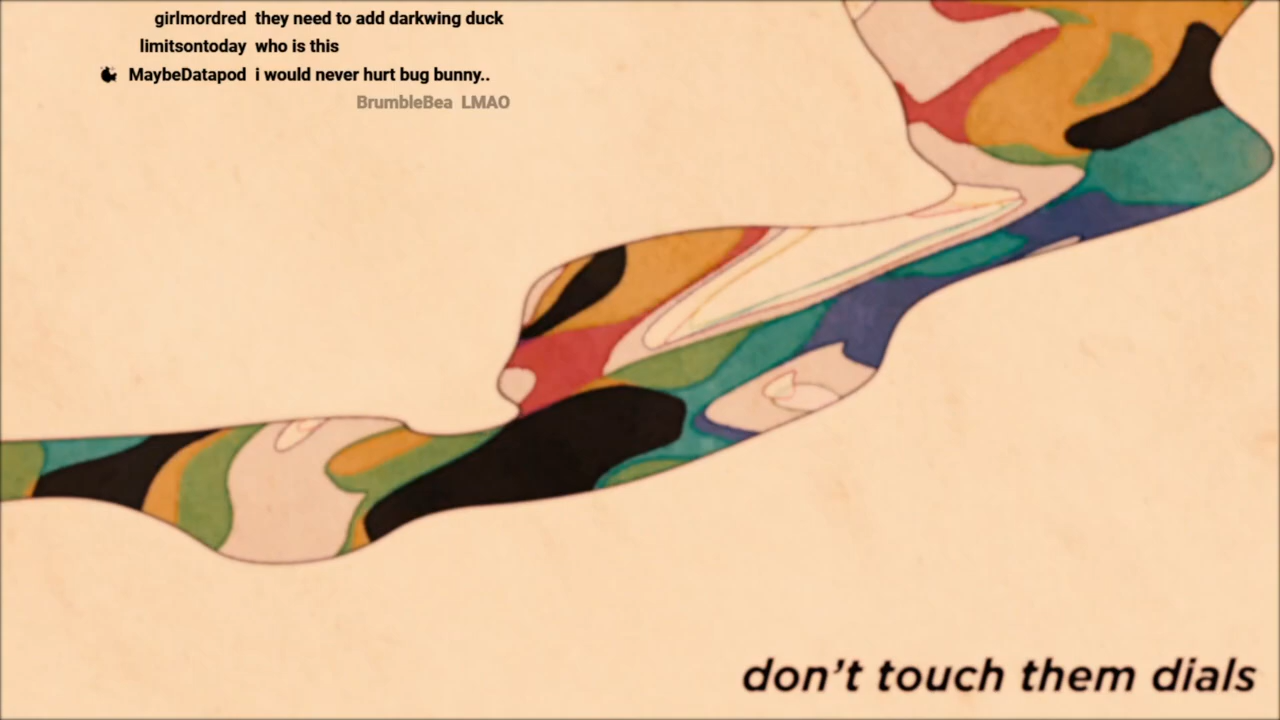 girlmordred they need to add darkwing duck
limitsontoday who is this
MaybeDatapod i would never hurt bug bunny..
BrumbleBea LMAO
don't touch them dials